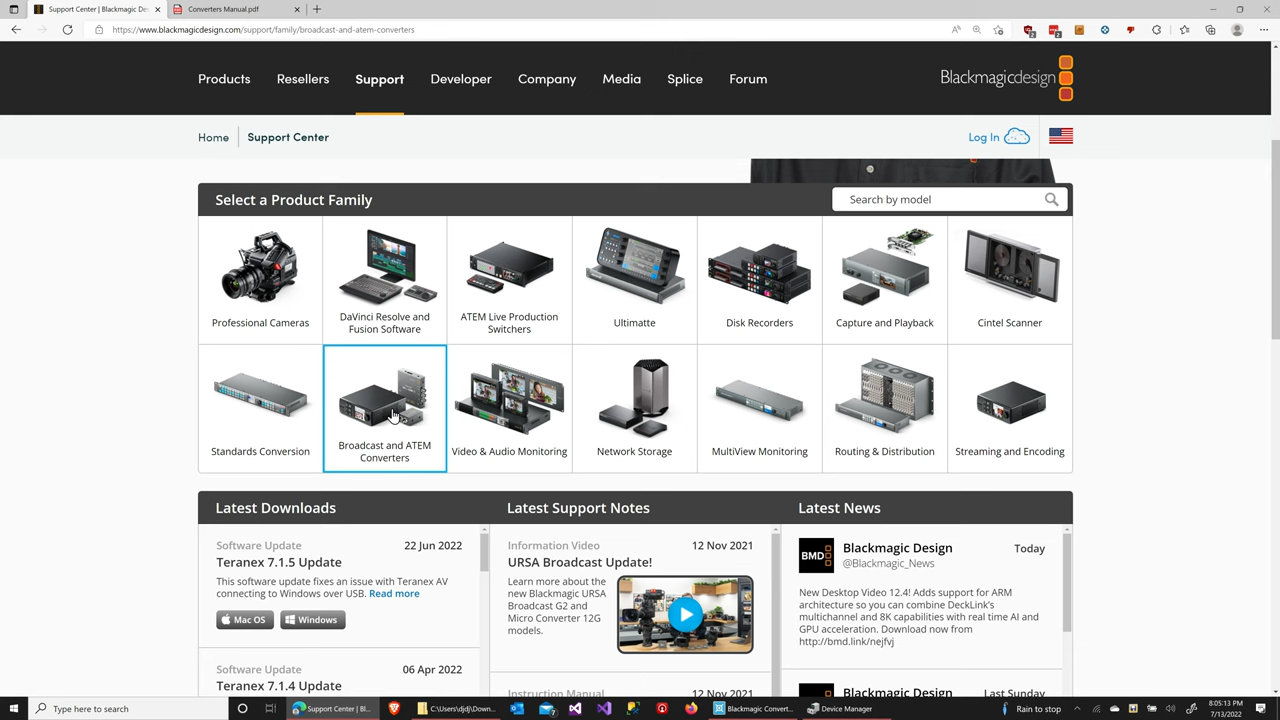 Support Center | Blackmagic De
Converters Manual.pdf
https://www.blackmagicdesign.com/support/family/broadcast-and-atem-converters
Products
Resellers
Support
Developer
Company
Media
Splice
Forum
Blackmagicdesign
Home
Support Center
Log In
Select a Product Family
Search by model
Professional Cameras
DaVinci Resolve and
Fusion Software
ATEM Live Production
Switchers
Ultimatte
Disk Recorders
Capture and Playback
Cintel Scanner
Standards Conversion
Broadcast and ATEM
Converters
Video & Audio Monitoring
Network Storage
MultiView Monitoring
Routing & Distribution
Streaming and Encoding
Latest Downloads
Software Update
22 Jun 2022
Teranex 7.1.5 Update
This software update fixes an issue with Teranex AV
connecting to Windows over USB. Read more
Mac OS
Windows
Software Update
06 Apr 2022
Teranex 7.1.4 Update
Latest Support Notes
Information Video
12 Nov 2021
URSA Broadcast Update!
Learn more about the
new Blackmagic URSA
Broadcast G2 and
Micro Converter 12G
models.
Instruction Manual
12 Nov 2021
Latest News
BMD
Blackmagic Design
Today
@Blackmagic_News
New Desktop Video 12.4! Adds support for ARM
architecture so you can combine DeckLink's
multichannel and 8K capabilities with real time AI and
GPU acceleration. Download now from
http://bmd.link/nejfvj
Blackmagic Design
Last Sunday
Type here to search
Support Center | Bl...
C:\Users\djdj\Down...
Blackmagic Convert...
Device Manager
Rain to stop
8:05:13 PM
7/13/2022